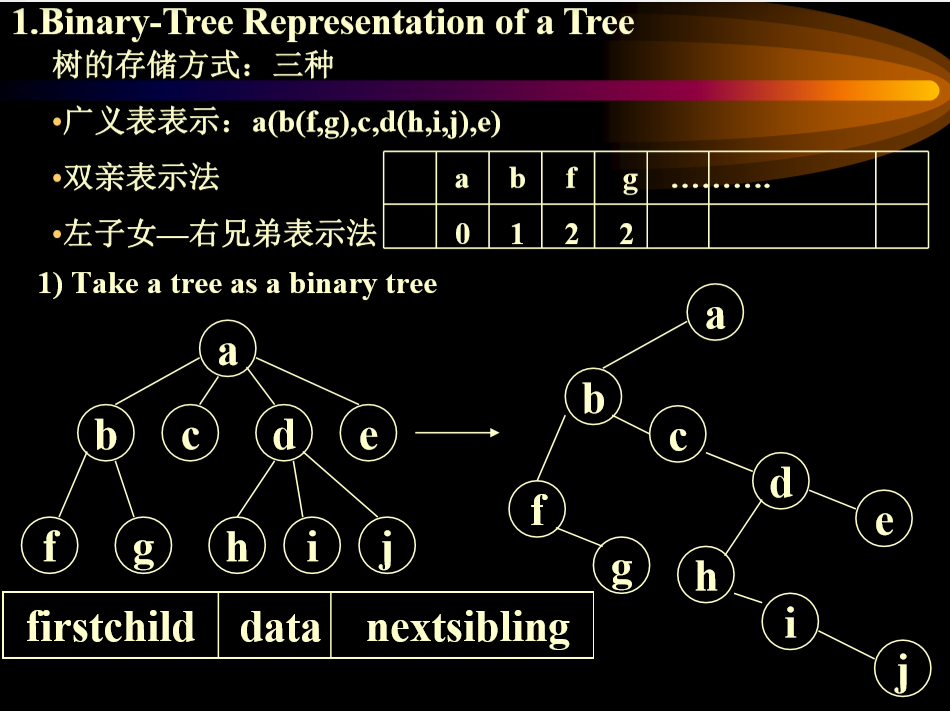 1.Binary-Tree Representation of a Tree
树的存储方式：三种
•广义表表示：a(b(f,g),c,d(h,i,j),e)
•双亲表示法
a b f g ……….
•左子女—右兄弟表示法
0 1 2 2
1) Take a tree as a binary tree
a
b c d e
f g h i j
a
b
c
d
e
f
g
h
i
j
firstchild data nextsibling